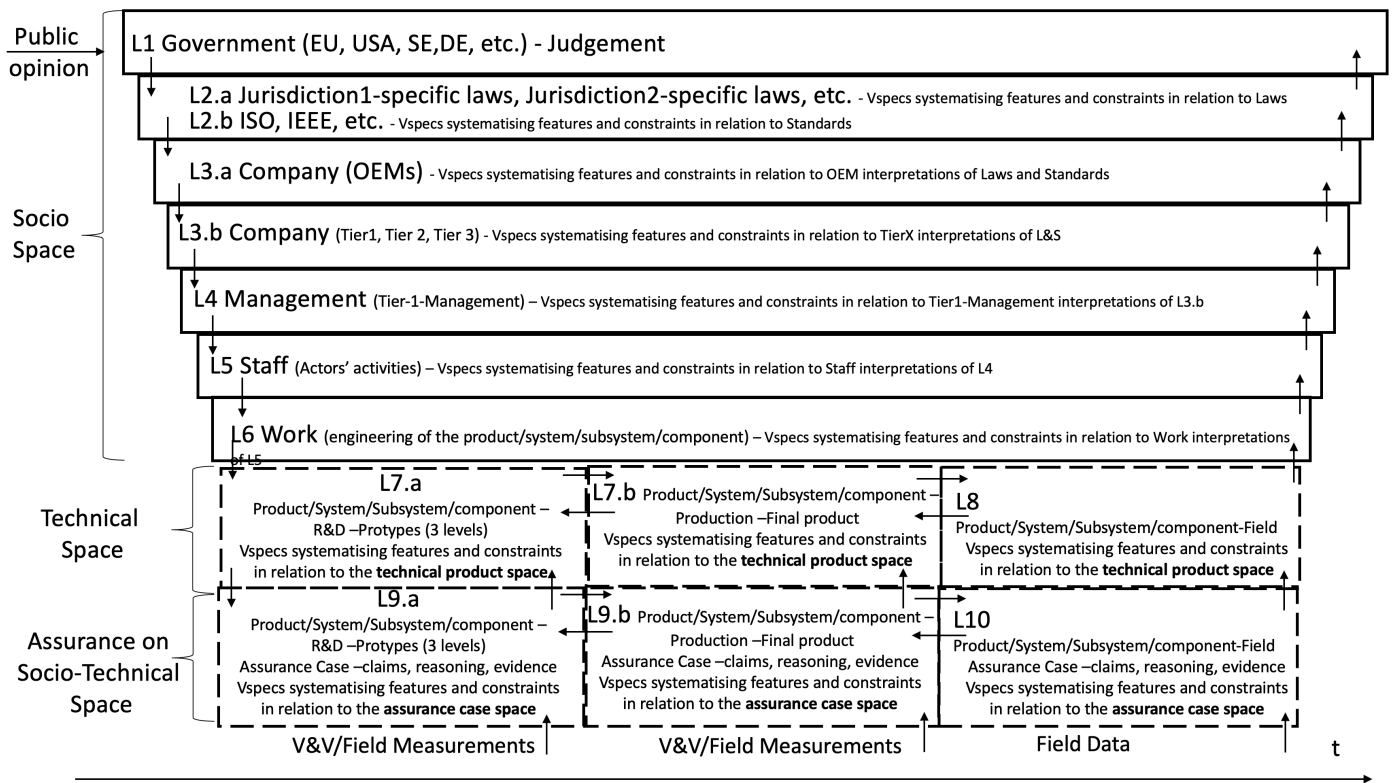 Public
opinion
L1 Government (EU, USA, SE,DE, etc.) - Judgement
L2.a Jurisdiction1-specific laws, Jurisdiction2-specific laws, etc. - Vspecs systematising features and constraints in relation to Laws
L2.b ISO, IEEE, etc. - Vspecs systematising features and constraints in relation to Standards
L3.a Company (OEMs) - Vspecs systematising features and constraints in relation to OEM interpretations of Laws and Standards
Socio
Space
L3.b Company (Tier1, Tier 2, Tier 3) - Vspecs systematising features and constraints in relation to TierX interpretations of L&S
L4 Management (Tier-1-Management) – Vspecs systematising features and constraints in relation to Tier1-Management interpretations of L3.b
L5 Staff (Actors’ activities) – Vspecs systematising features and constraints in relation to Staff interpretations of L4
L6 Work (engineering of the product/system/subsystem/component) – Vspecs systematising features and constraints in relation to Work interpretations
of L5
Technical
Space
L7.a
Product/System/Subsystem/component –
R&D –Protypes (3 levels)
Vspecs systematising features and constraints
in relation to the technical product space
L7.b Product/System/Subsystem/component –
Production –Final product
Vspecs systematising features and constraints
in relation to the technical product space
L8
Product/System/Subsystem/component-Field
Vspecs systematising features and constraints
in relation to the technical product space
Assurance on
Socio-Technical
Space
L9.a
Product/System/Subsystem/component –
R&D –Protypes (3 levels)
Assurance Case –claims, reasoning, evidence
Vspecs systematising features and constraints
in relation to the assurance case space
L9.b Product/System/Subsystem/component –
Production –Final product
Assurance Case –claims, reasoning, evidence
Vspecs systematising features and constraints
in relation to the assurance case space
L10
Product/System/Subsystem/component-Field
Assurance Case –claims, reasoning, evidence
Vspecs systematising features and constraints
in relation to the assurance case space
V&V/Field Measurements
V&V/Field Measurements
Field Data
t